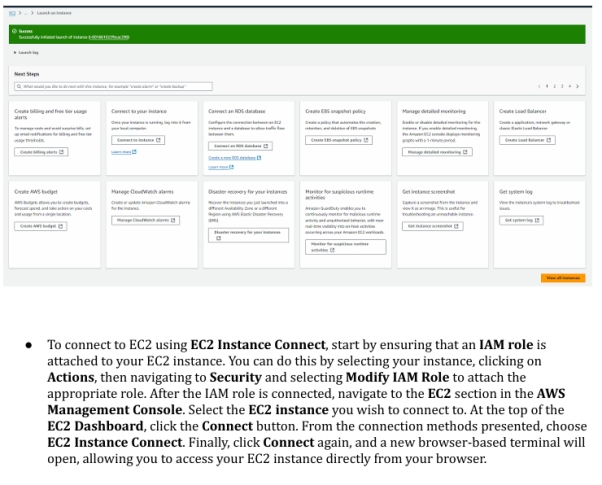 EC2 > ... > Launch an instance
Success
Successfully initiated launch of instance
Launch log
Next Steps
Q What would you like to do next with this instance, for example "create alarm" or "create backup"
< 1 2 3 4 >
Create billing and free tier usage alerts
To manage costs and avoid surprise bills, set up email notifications for billing and free tier usage thresholds.
Create billing alerts
Connect to your instance
Once your instance is running, log into it from your local computer.
Connect to instance
Learn more
Connect an RDS database
Configure the connection between an EC2 instance and a database to allow traffic flow between them.
Connect an RDS database
Create a new RDS database
Learn more
Create EBS snapshot policy
Create a policy that automates the creation, retention, and deletion of EBS snapshots
Create EBS snapshot policy
Manage detailed monitoring
Enable or disable detailed monitoring for the instance. If you enable detailed monitoring, the Amazon EC2 console displays monitoring graphs with a 1-minute period.
Manage detailed monitoring
Create Load Balancer
Create a application, network gateway or classic Elastic Load Balancer
Create Load Balancer
Create AWS budget
AWS Budgets allows you to create budgets, forecast spend, and take action on your costs and usage from a single location.
Create AWS budget
Manage CloudWatch alarms
Create or update Amazon CloudWatch alarms for the instance.
Manage CloudWatch alarms
Disaster recovery for your instances
Recover the instances you just launched into a different Availability Zone or a different Region using AWS Elastic Disaster Recovery (DRS).
Disaster recovery for your instances
Monitor for suspicious runtime activities
Amazon GuardDuty enables you to continuously monitor for malicious runtime activity and unauthorized behavior, with near real-time visibility into on-host activities occurring across your Amazon EC2 workloads.
Monitor for suspicious runtime activities
Get instance screenshot
Capture a screenshot from the instance and view it as an image. This is useful for troubleshooting an unreachable instance.
Get instance screenshot
Get system log
View the instance's system log to troubleshoot issues.
Get system log
View all instances
● To connect to EC2 using EC2 Instance Connect, start by ensuring that an IAM role is
attached to your EC2 instance. You can do this by selecting your instance, clicking on
Actions, then navigating to Security and selecting Modify IAM Role to attach the
appropriate role. After the IAM role is connected, navigate to the EC2 section in the AWS
Management Console. Select the EC2 instance you wish to connect to. At the top of the
EC2 Dashboard, click the Connect button. From the connection methods presented, choose
EC2 Instance Connect. Finally, click Connect again, and a new browser-based terminal will
open, allowing you to access your EC2 instance directly from your browser.